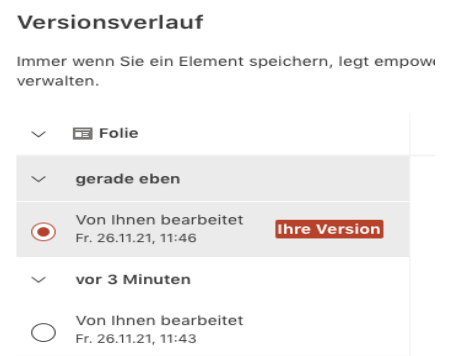 Versionsverlauf
Immer wenn Sie ein Element speichern, legt
verwalten.
Folie
gerade eben
Von Ihnen bearbeitet
Ihre Version
Fr. 26.11.21, 11:46
vor 3 Minuten
Von Ihnen bearbeitet
Fr. 26.11.21, 11:43